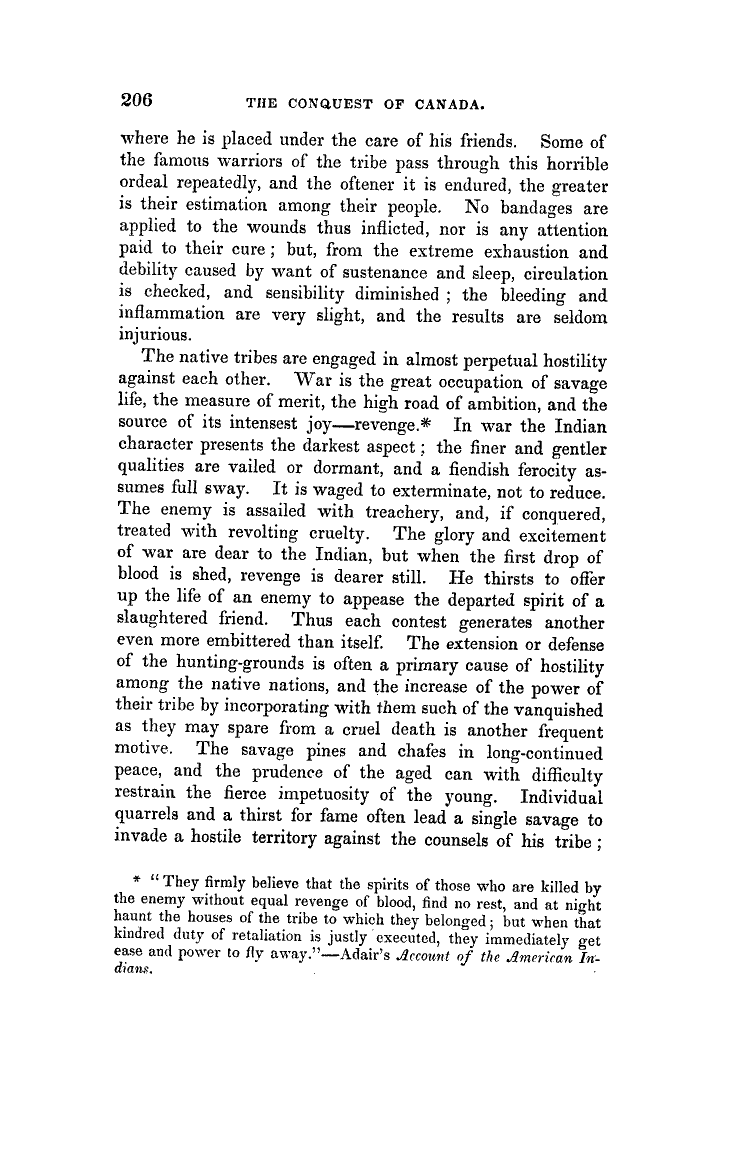 206 THE CONQUEST OF CANADA.
where he is placed under the care of his friends. Some of
the famous warriors of the tribe pass through this horrible
ordeal repeatedly, and the oftener it is endured, the greater
is their estimation among their people. No bandages are
applied to the wounds thus inflicted, nor is any attention
paid to their cure ; but, from the extreme exhaustion and
debility caused by want of sustenance and sleep, circulation
is checked, and sensibility diminished ; the bleeding and
inflammation are very slight, and the results are seldom
injurious.
The native tribes are engaged in almost perpetual hostility
against each other. War is the great occupation of savage
life, the measure of merit, the high road of ambition, and the
source of its intensest joy—revenge.* In war the Indian
character presents the darkest aspect ; the finer and gentler
qualities are vailed or dormant, and a fiendish ferocity as-
sumes full sway. It is waged to exterminate, not to reduce.
The enemy is assailed with treachery, and, if conquered,
treated with revolting cruelty. The glory and excitement
of war are dear to the Indian, but when the first drop of
blood is shed, revenge is dearer still. He thirsts to offer
up the life of an enemy to appease the departed spirit of a
slaughtered friend. Thus each contest generates another
even more embittered than itself. The extension or defense
of the hunting-grounds is often a primary cause of hostility
among the native nations, and the increase of the power of
their tribe by incorporating with them such of the vanquished
as they may spare from a cruel death is another frequent
motive. The savage pines and chafes in long-continued
peace, and the prudence of the aged can with difficulty
restrain the fierce impetuosity of the young. Individual
quarrels and a thirst for fame often lead a single savage to
invade a hostile territory against the counsels of his tribe ;
* "They firmly believe that the spirits of those who are killed by
the enemy without equal revenge of blood, find no rest, and at night
haunt the houses of the tribe to which they belonged ; but when that
kindred duty of retaliation is justly executed, they immediately get
ease and power to fly away."—Adair's Account of the American In-
dians.